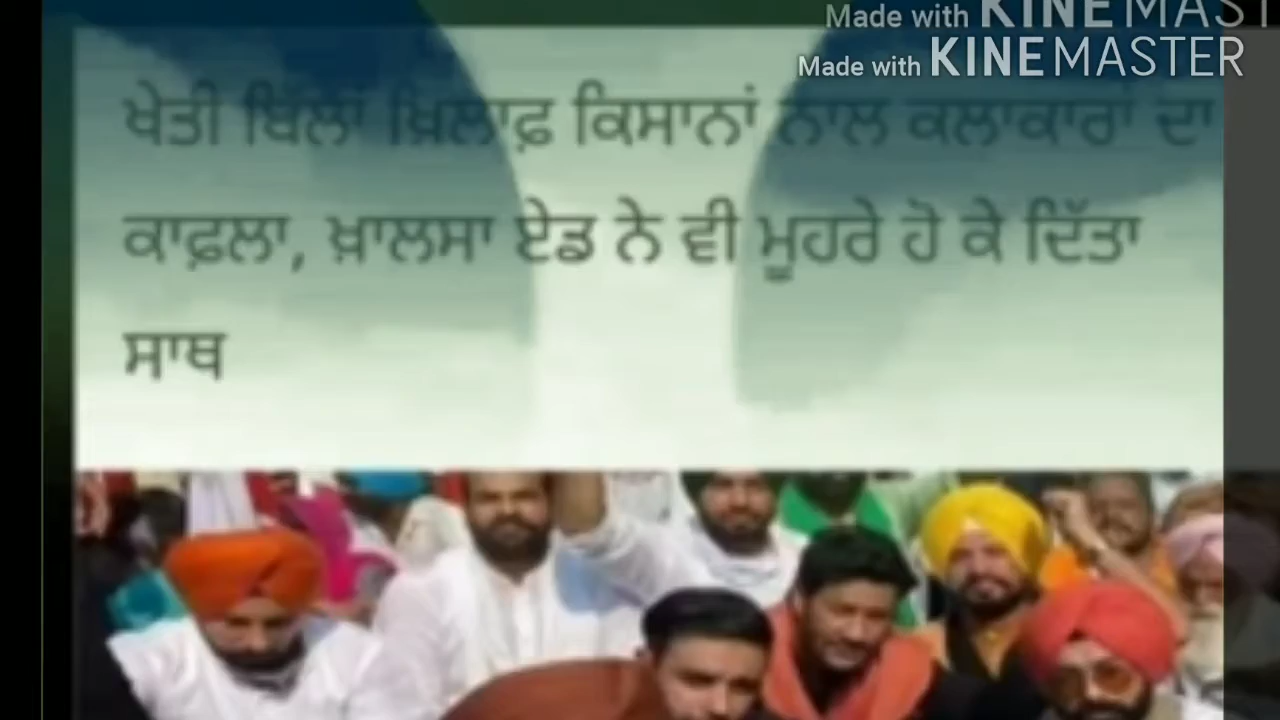 Made with KINEMAST
Made with KINEMASTER
ਖੇਤੀ ਬਿੱਲਾਂ ਖ਼ਿਲਾਫ਼ ਕਿਸਾਨਾਂ ਨਾਲ ਕਲਾਕਾਰਾਂ ਦਾ
ਕਾਫ਼ਲਾ, ਖ਼ਾਲਸਾ ਏਡ ਨੇ ਵੀ ਮੂਹਰੇ ਹੋ ਕੇ ਦਿੱਤਾ
ਸਾਥ